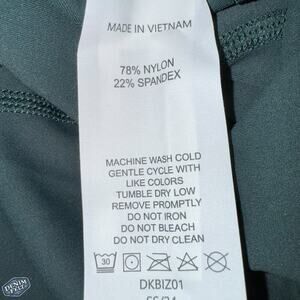 MADE IN VIETNAM
78% NYLON
22% SPANDEX
MACHINE WASH COLD
GENTLE CYCLE WITH
LIKE COLORS
TUMBLE DRY LOW
REMOVE PROMPTLY
DO NOT IRON
DO NOT BLEACH
DO NOT DRY CLEAN
30
DKBIZ01
DENIM